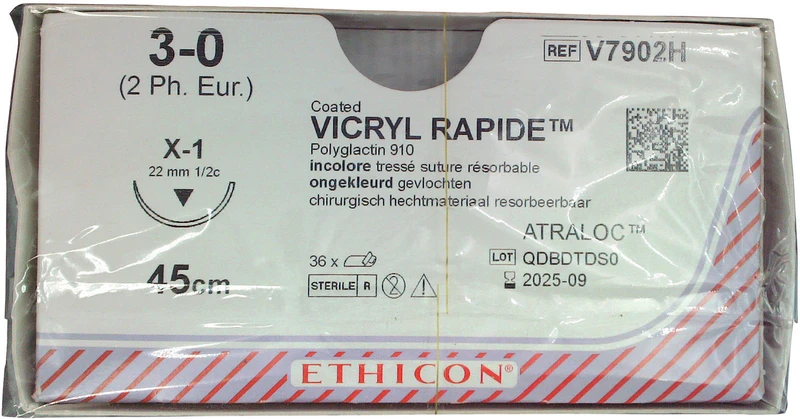 3-0
(2 Ph. Eur.)
X-1
22 mm 1/2c
45cm
REF V7902H
Coated
VICRYL RAPIDE™
Polyglactin 910
incolore tressé suture résorbable
ongekleurd gevlochten
chirurgisch hechtmateriaal resorbeerbaar
ATRALOC™
36 x
LOT QDBDTDS0
STERILE R
2025-09
ETHICON®